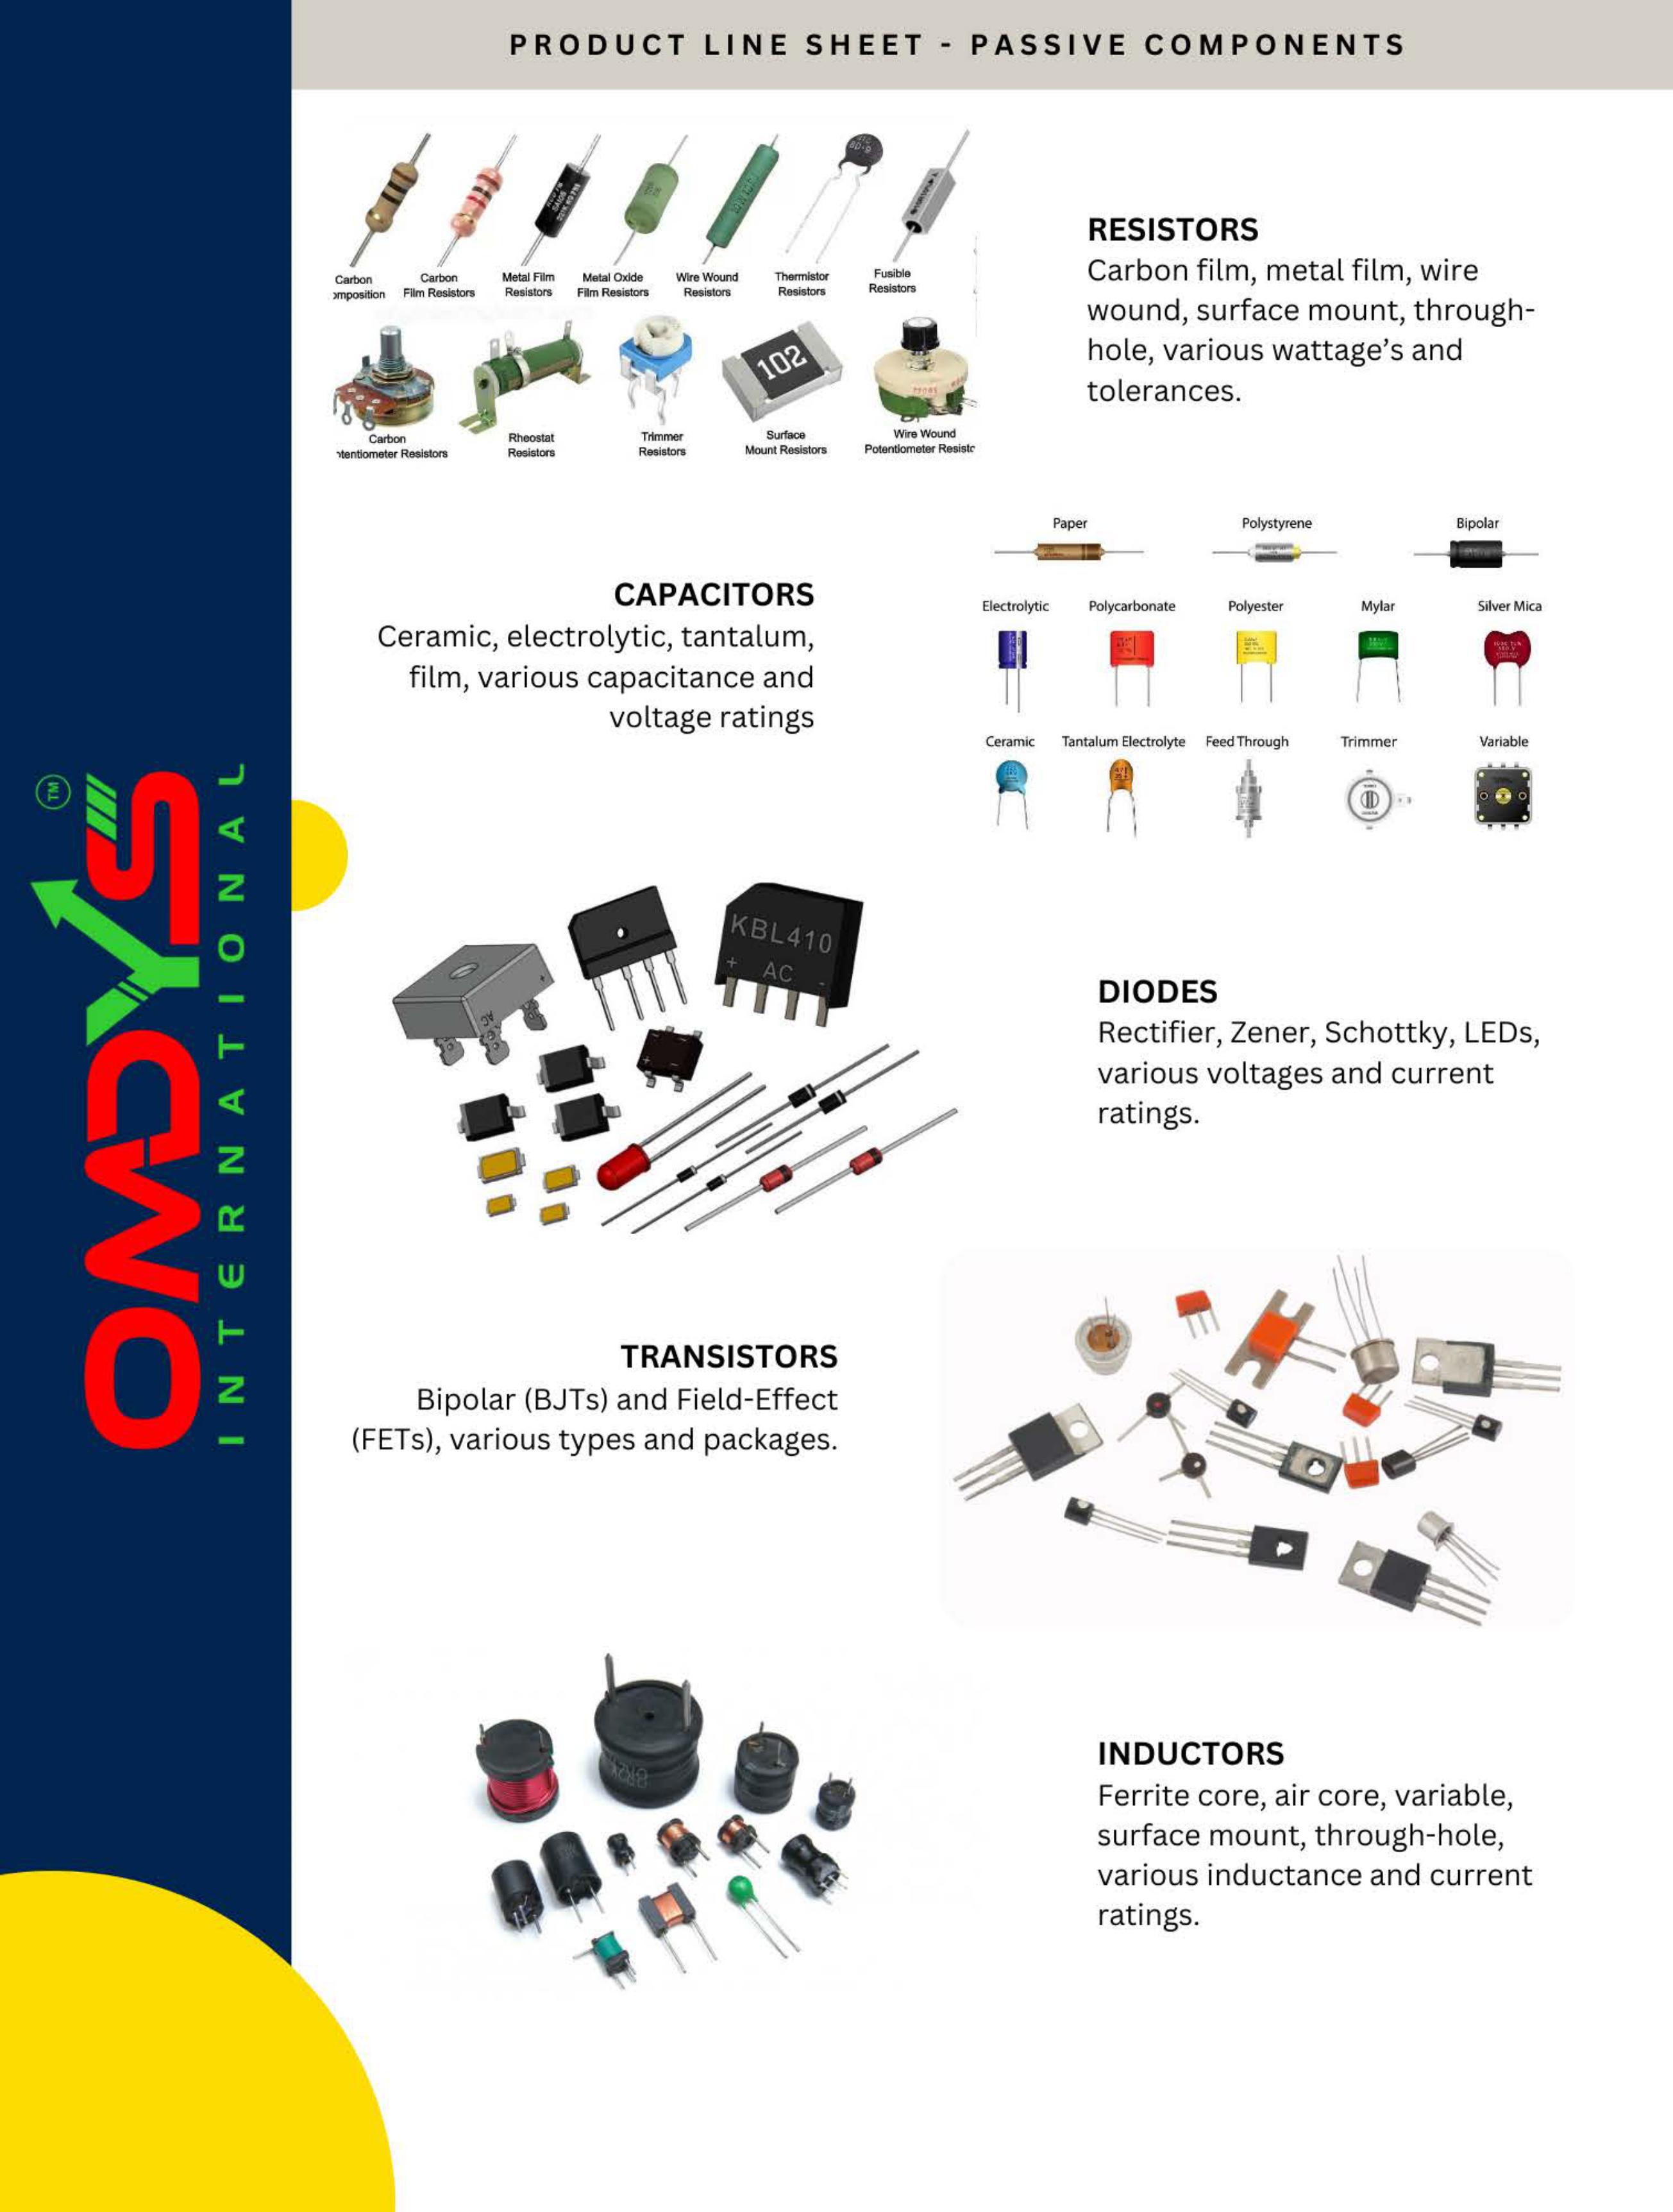 PRODUCT LINE SHEET - PASSIVE COMPONENTS
OMDYS
TM
INTERNATIONAL
Carbon
omposition
Carbon
Film Resistors
Metal Film
Resistors
Metal Oxide
Film Resistors
Wire Wound
Resistors
Thermistor
Resistors
Fusible
Resistors
102
Carbon
tentiometer Resistors
Rheostat
Resistors
Trimmer
Resistors
Surface
Mount Resistors
Wire Wound
Potentiometer Resistc
RESISTORS
Carbon film, metal film, wire
wound, surface mount, through-
hole, various wattage's and
tolerances.
CAPACITORS
Ceramic, electrolytic, tantalum,
film, various capacitance and
voltage ratings
Paper
Polystyrene
Bipolar
Electrolytic
Polycarbonate
Polyester
Mylar
Silver Mica
Ceramic
Tantalum Electrolyte
Feed Through
Trimmer
Variable
KBL410
+ AC -
AC +
+ -
DIODES
Rectifier, Zener, Schottky, LEDs,
various voltages and current
ratings.
TRANSISTORS
Bipolar (BJTs) and Field-Effect
(FETs), various types and packages.
INDUCTORS
Ferrite core, air core, variable,
surface mount, through-hole,
various inductance and current
ratings.